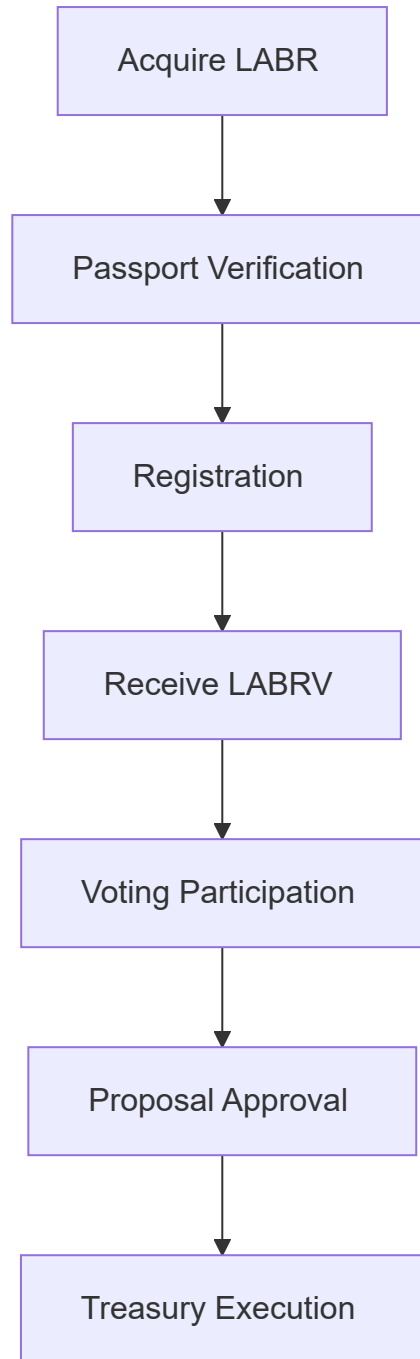 Acquire LABR
Passport Verification
Registration
Receive LABRV
Voting Participation
Proposal Approval
Treasury Execution